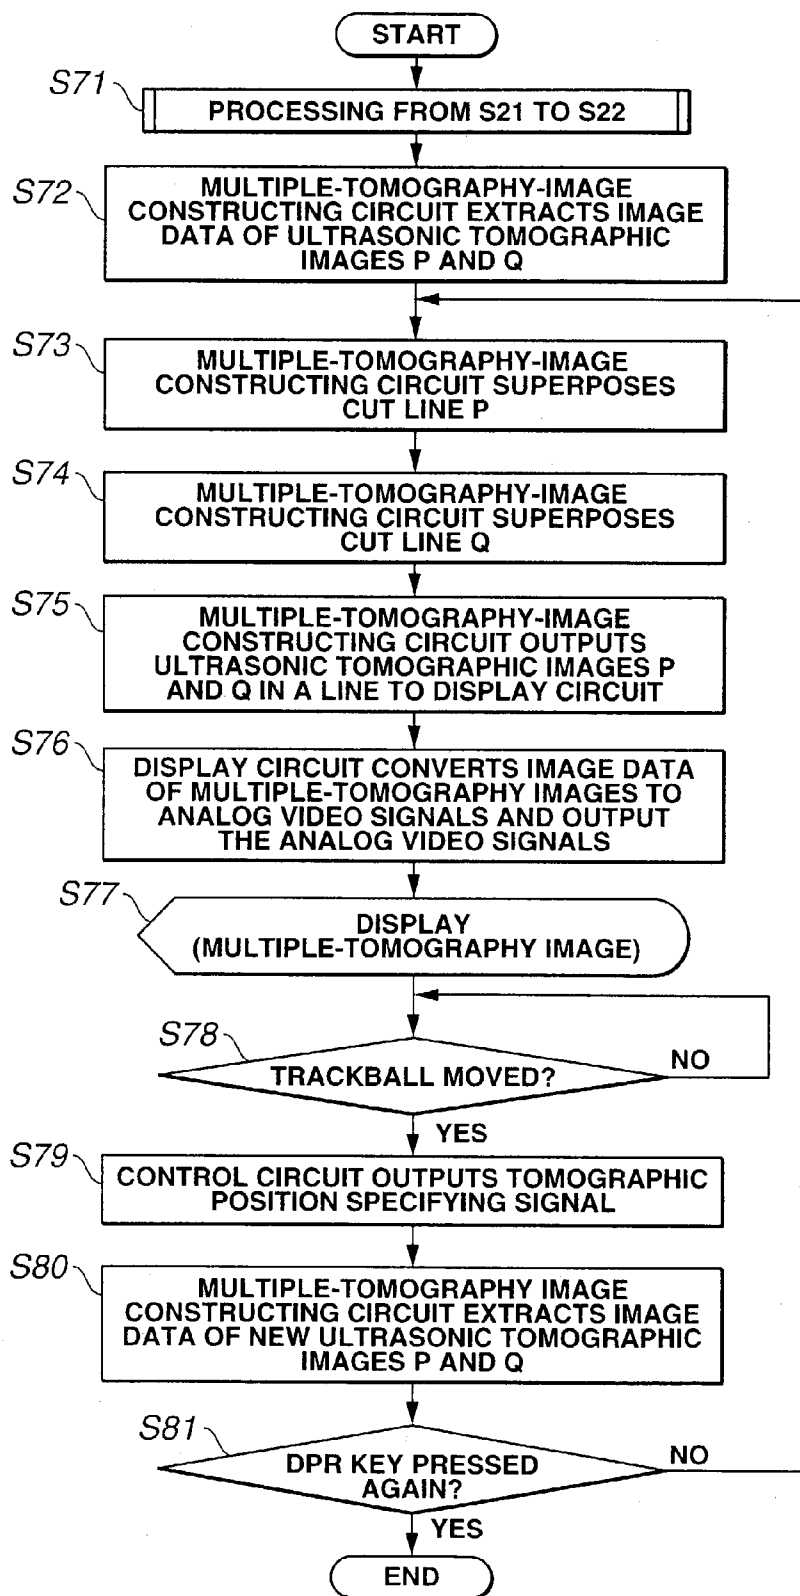 START
S71
PROCESSING FROM S21 TO S22
S72
MULTIPLE-TOMOGRAPHY-IMAGE
CONSTRUCTING CIRCUIT EXTRACTS IMAGE
DATA OF ULTRASONIC TOMOGRAPHIC
IMAGES P AND Q
S73
MULTIPLE-TOMOGRAPHY-IMAGE
CONSTRUCTING CIRCUIT SUPERPOSES
CUT LINE P
S74
MULTIPLE-TOMOGRAPHY-IMAGE
CONSTRUCTING CIRCUIT SUPERPOSES
CUT LINE Q
S75
MULTIPLE-TOMOGRAPHY-IMAGE
CONSTRUCTING CIRCUIT OUTPUTS
ULTRASONIC TOMOGRAPHIC IMAGES P
AND Q IN A LINE TO DISPLAY CIRCUIT
S76
DISPLAY CIRCUIT CONVERTS IMAGE DATA
OF MULTIPLE-TOMOGRAPHY IMAGES TO
ANALOG VIDEO SIGNALS AND OUTPUT
THE ANALOG VIDEO SIGNALS
S77
DISPLAY
(MULTIPLE-TOMOGRAPHY IMAGE)
S78
TRACKBALL MOVED?
NO
YES
S79
CONTROL CIRCUIT OUTPUTS TOMOGRAPHIC
POSITION SPECIFYING SIGNAL
S80
MULTIPLE-TOMOGRAPHY IMAGE
CONSTRUCTING CIRCUIT EXTRACTS IMAGE
DATA OF NEW ULTRASONIC TOMOGRAPHIC
IMAGES P AND Q
S81
DPR KEY PRESSED
AGAIN?
NO
YES
END